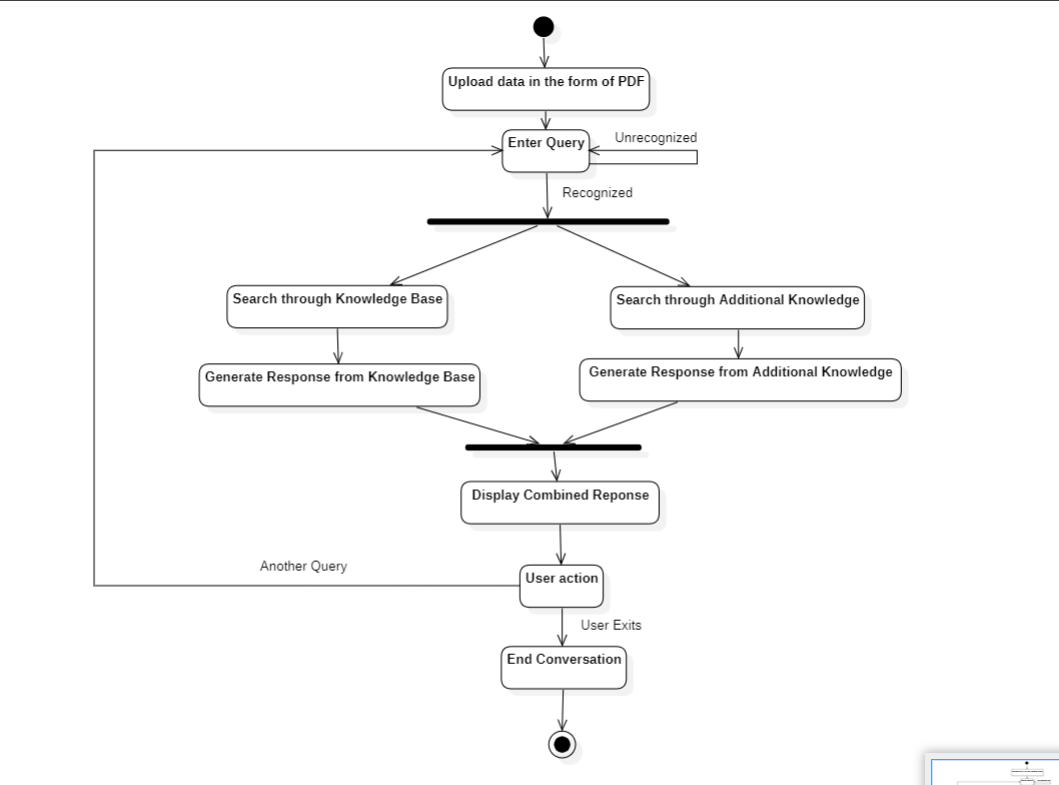 Upload data in the form of PDF
Enter Query
Unrecognized
Recognized
Search through Knowledge Base
Search through Additional Knowledge
Generate Response from Knowledge Base
Generate Response from Additional Knowledge
Display Combined Reponse
Another Query
User action
User Exits
End Conversation